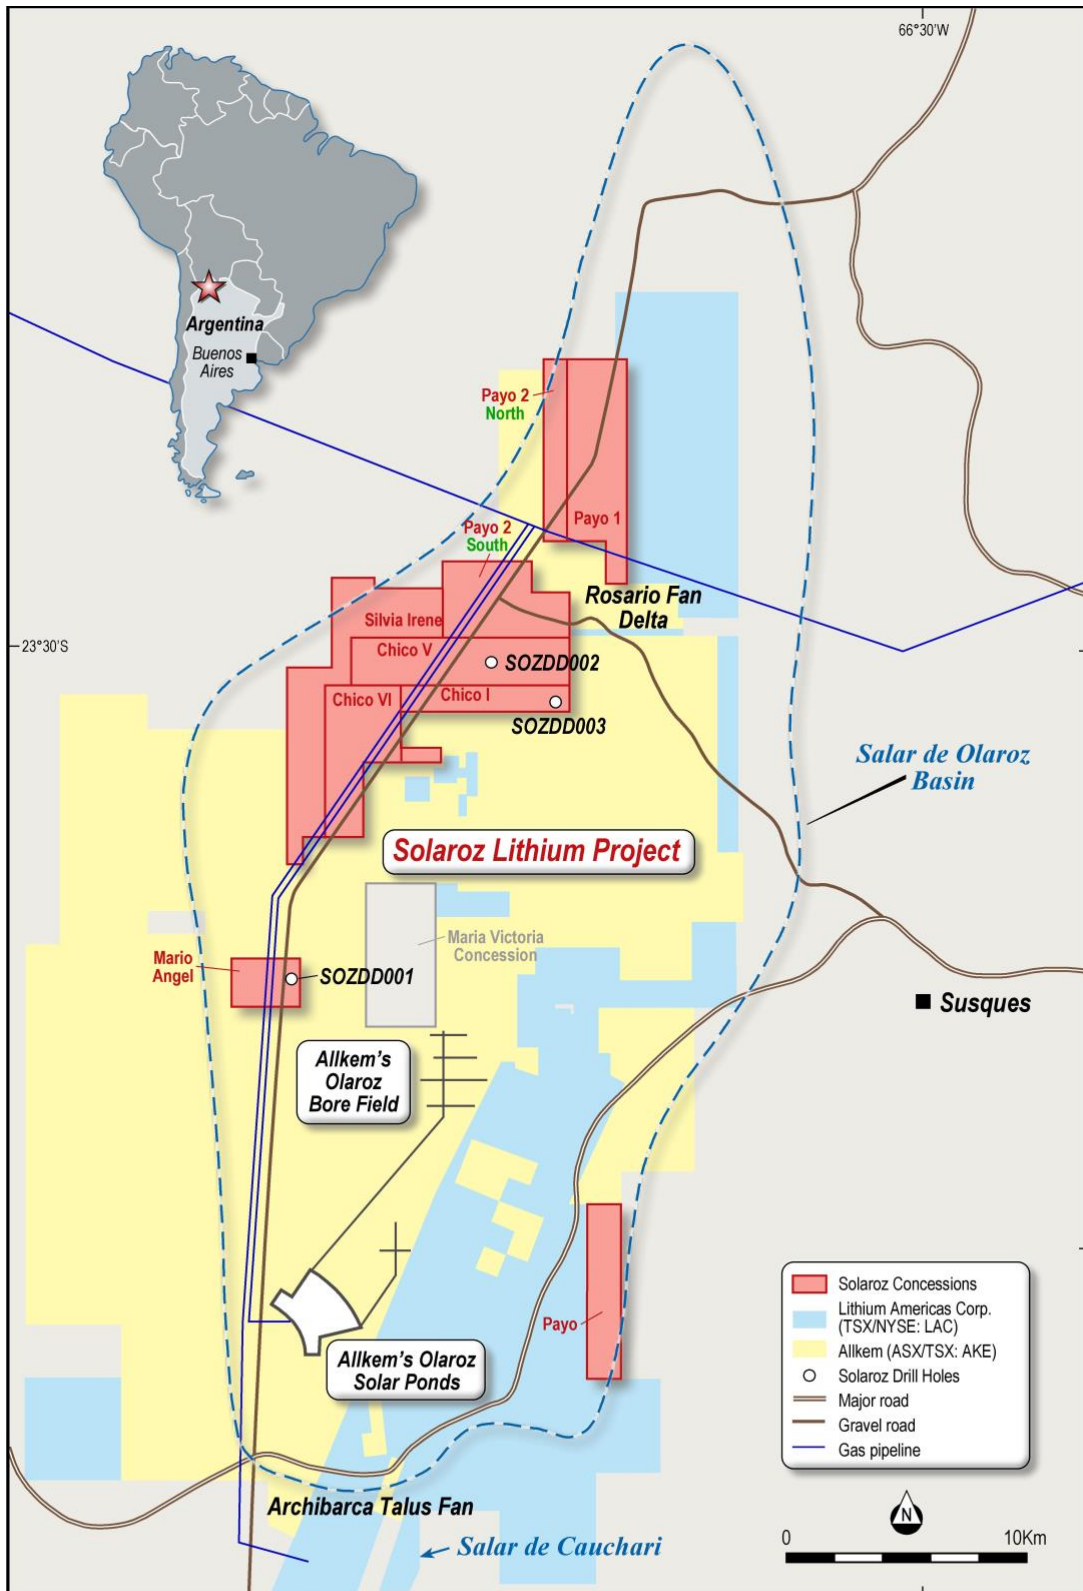 66°30'W
Argentina
Buenos
Aires
Payo 2
North
Payo 1
Payo 2
South
Rosario Fan
Delta
Silvia Irene
23°30'S
Chico V
SOZDD002
Chico VI
Chico I
SOZDD003
Salar de Olaroz
Basin
Solaroz Lithium Project
Maria Victoria
Concession
Mario
Angel
SOZDD001
Susques
Allkem's
Olaroz
Bore Field
Payo
Allkem's Olaroz
Solar Ponds
Solaroz Concessions
Lithium Americas Corp.
(TSX/NYSE: LAC)
Allkem (ASX/TSX: AKE)
Solaroz Drill Holes
Major road
Gravel road
Gas pipeline
Archibarca Talus Fan
Salar de Cauchari
N
0 10Km